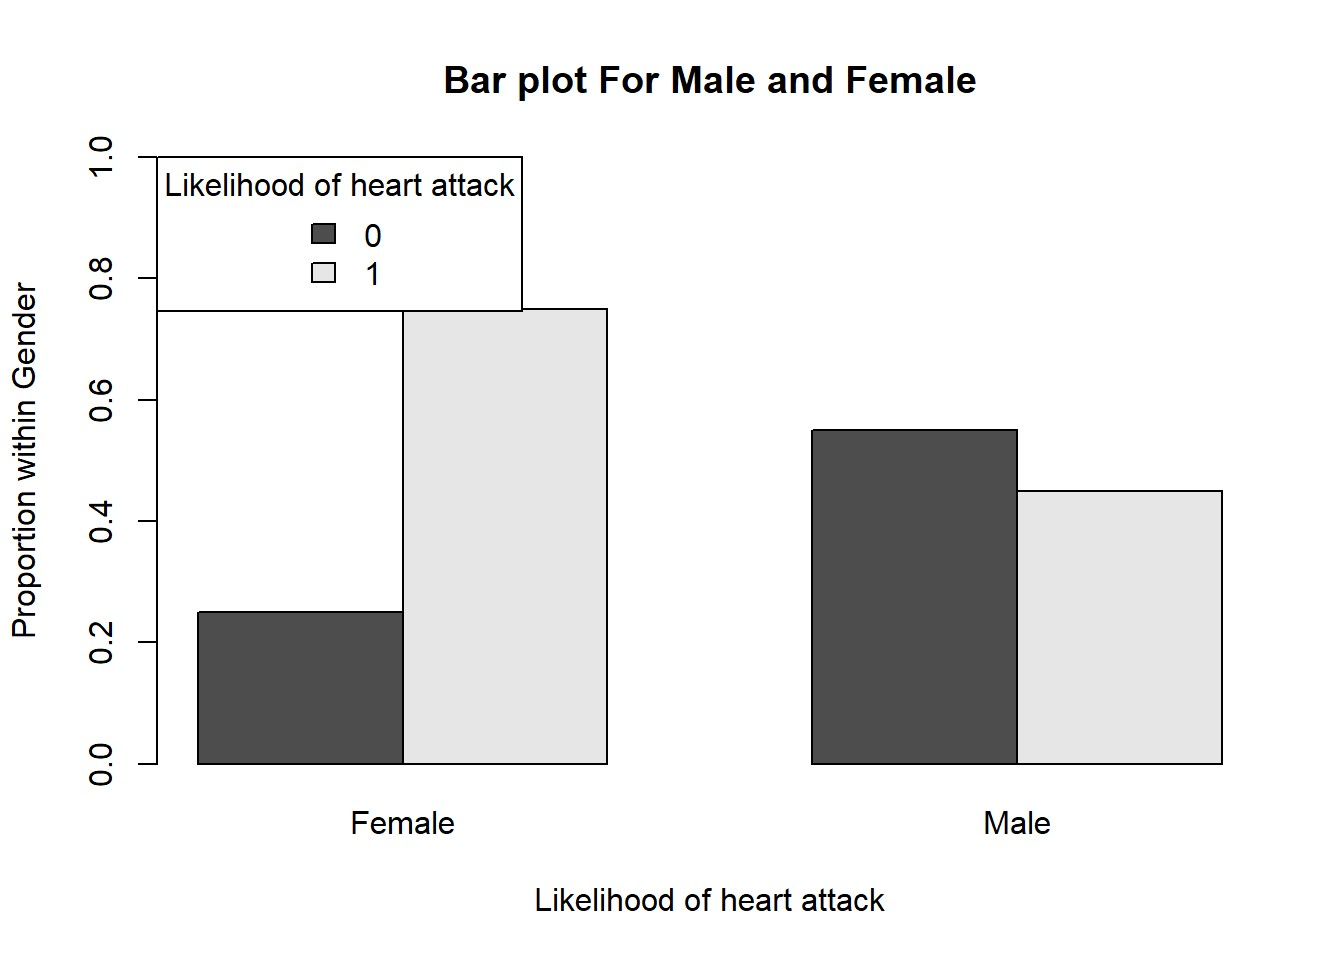 Bar plot For Male and Female
Proportion within Gender
1.0
0.8
0.6
0.4
0.2
0.0
Likelihood of heart attack
0
1
Female
Male
Likelihood of heart attack